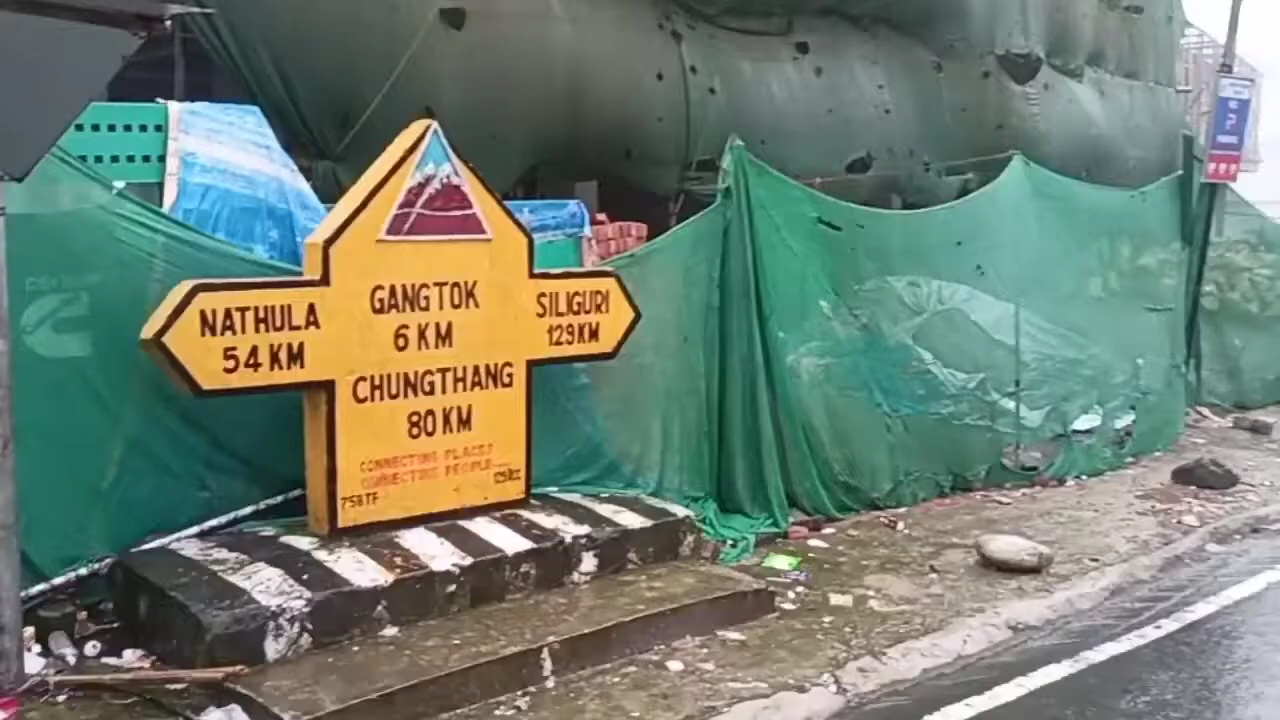 NATHULA
54 KM
GANGTOK
6 KM
SILIGURI
129 KM
CHUNGTHANG
80 KM
CONNECTING PLACES
CONNECTING PEOPLE...
758 TF